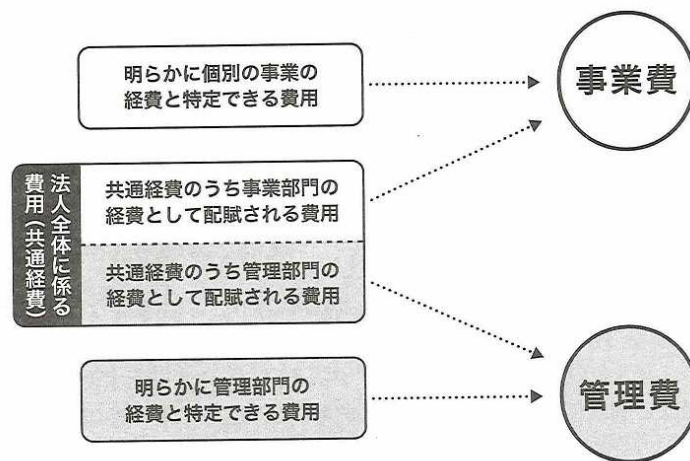 明らかに個別の事業の
経費と特定できる費用
事業費
法人全体に係る
費用(共通経費)
共通経費のうち事業部門の
経費として配賦される費用
共通経費のうち管理部門の
経費として配賦される費用
明らかに管理部門の
経費と特定できる費用
管理費